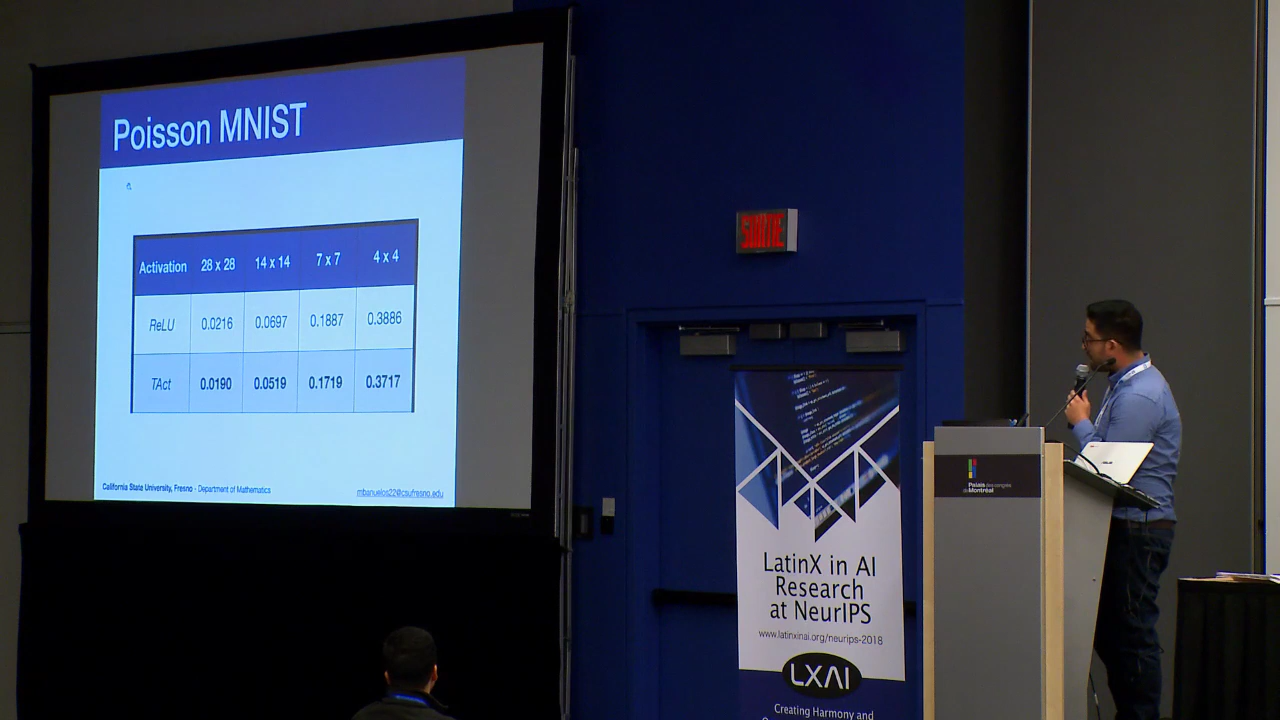 Poisson MNIST
Activation 28 x 28 14 x 14 7 x 7 4 x 4
ReLU 0.0216 0.0697 0.1887 0.3886
TAct 0.0190 0.0519 0.1719 0.3717
California State University, Fresno - Department of Mathematics
mbanuelos22@csufresno.edu
SORTIE
LatinX in AI
Research
at NeurIPS
www.latinxinai.org/neurips-2018
LXAI
Creating Harmony and
Palais des congrès
de Montréal